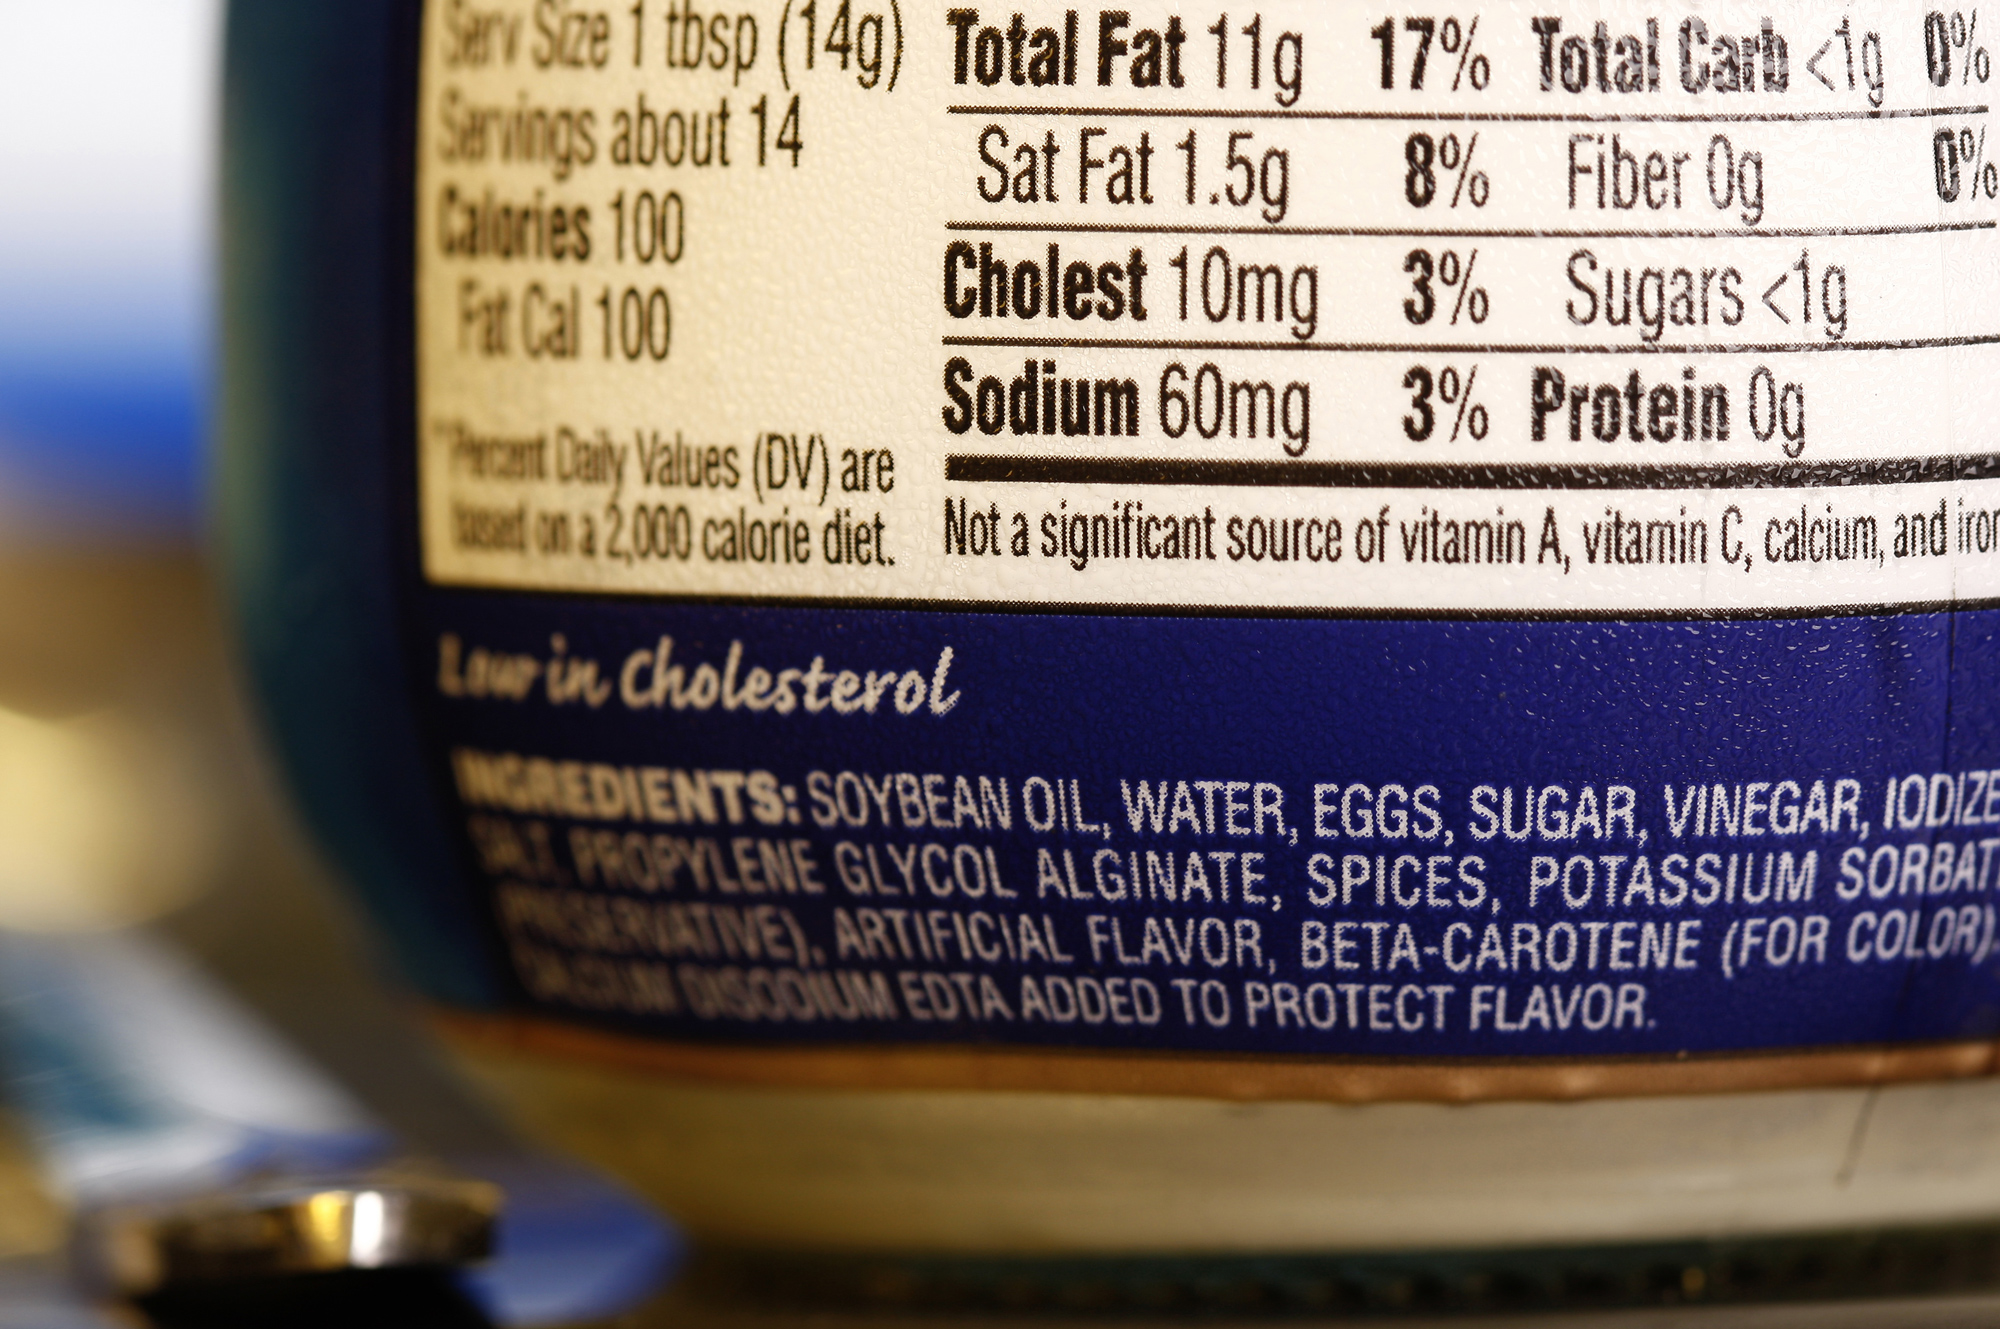 Serv Size 1 tbsp (14g)
Servings about 14
Calories 100
Fat Cal 100
*Percent Daily Values (DV) are
based on a 2,000 calorie diet.
Total Fat 11g 17% Total Carb <1g 0%
Sat Fat 1.5g 8% Fiber 0g 0%
Cholest 10mg 3% Sugars <1g
Sodium 60mg 3% Protein 0g
Not a significant source of vitamin A, vitamin C, calcium, and iron
Low in Cholesterol
INGREDIENTS: SOYBEAN OIL, WATER, EGGS, SUGAR, VINEGAR, IODIZE
SALT, PROPYLENE GLYCOL ALGINATE, SPICES, POTASSIUM SORBAT
(PRESERVATIVE), ARTIFICIAL FLAVOR, BETA-CAROTENE (FOR COLOR).
CALCIUM DISODIUM EDTA ADDED TO PROTECT FLAVOR.